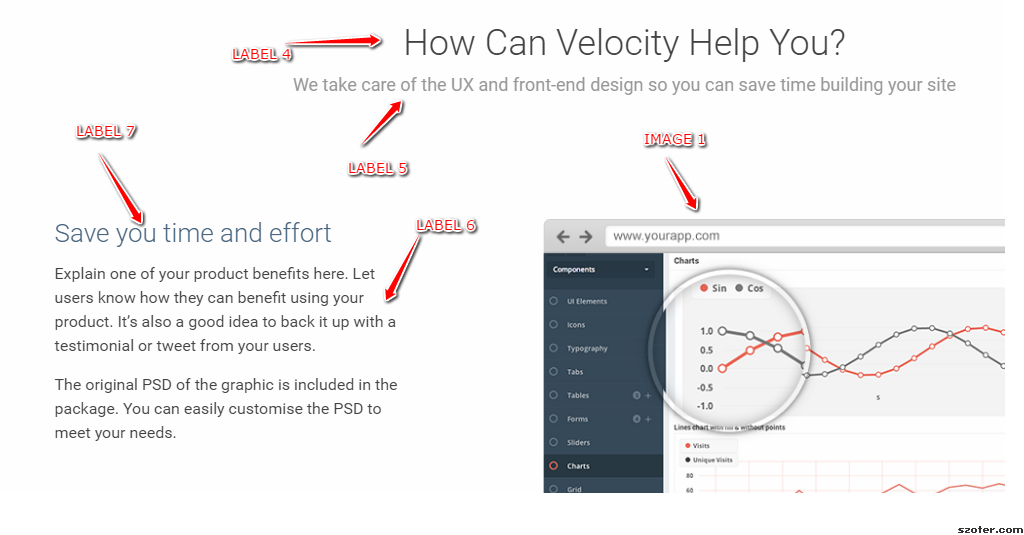 How Can Velocity Help You?
LABEL 4
We take care of the UX and front-end design so you can save time building your site
LABEL 7
IMAGE 1
LABEL 5
LABEL 6
Save you time and effort
Explain one of your product benefits here. Let
users know how they can benefit using your
product. It's also a good idea to back it up with a
testimonial or tweet from your users.
The original PSD of the graphic is included in the
package. You can easily customise the PSD to
meet your needs.
www.yourapp.com
Components
UI Elements
Icons
Typography
Tabs
Tables
Forms
Sliders
Charts
Grid
Charts
Sin Cos
1.0
0.5
0.0
-0.5
-1.0
5
Lines chart with fill & without points
Visits
Unique Visits
80
60
szoter.com